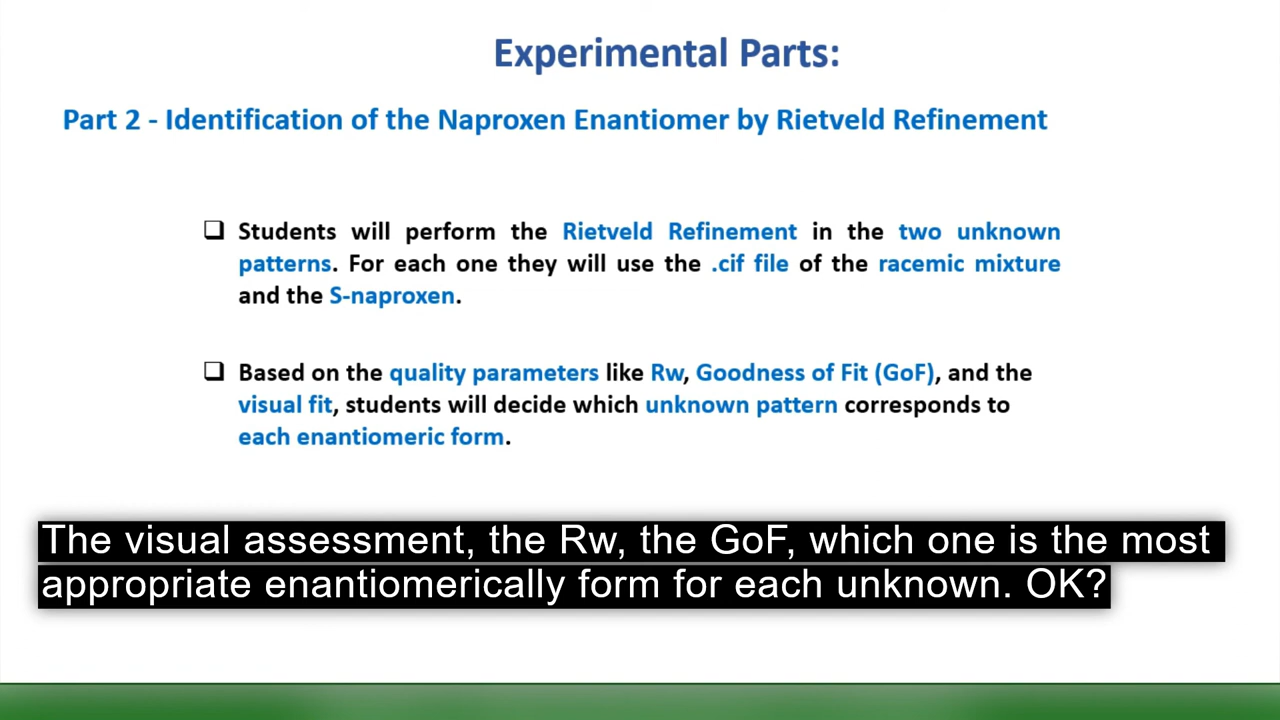 Experimental Parts:
Part 2 - Identification of the Naproxen Enantiomer by Rietveld Refinement
Students will perform the Rietveld Refinement in the two unknown
patterns. For each one they will use the .cif file of the racemic mixture
and the S-naproxen.
Based on the quality parameters like Rw, Goodness of Fit (GoF), and the
visual fit, students will decide which unknown pattern corresponds to
each enantiomeric form.
The visual assessment, the Rw, the GoF, which one is the most
appropriate enantiomerically form for each unknown. OK?